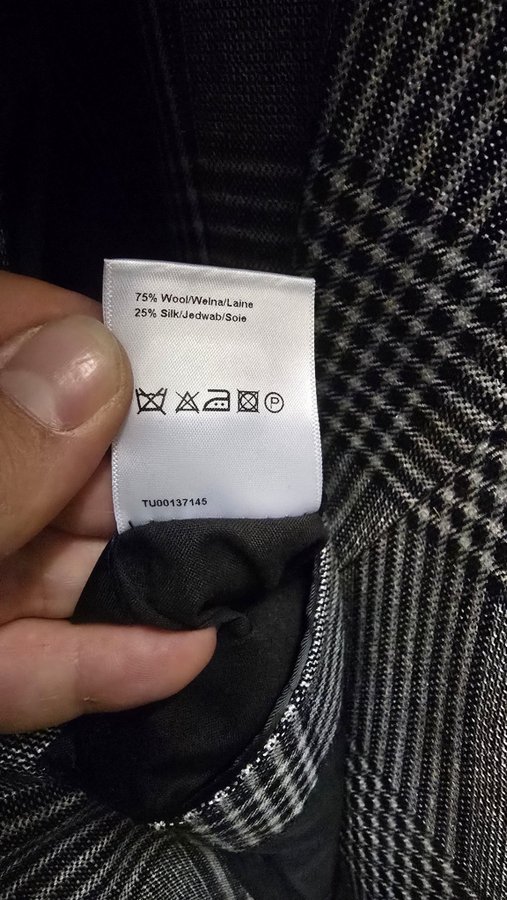 75% Wool/Wełna/Laine
25% Silk/Jedwab/Soie
P
TU00137145